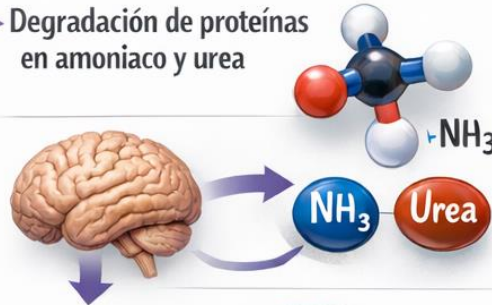 Degradación de proteínas
en amoniaco y urea
NH₃
NH₃ Urea